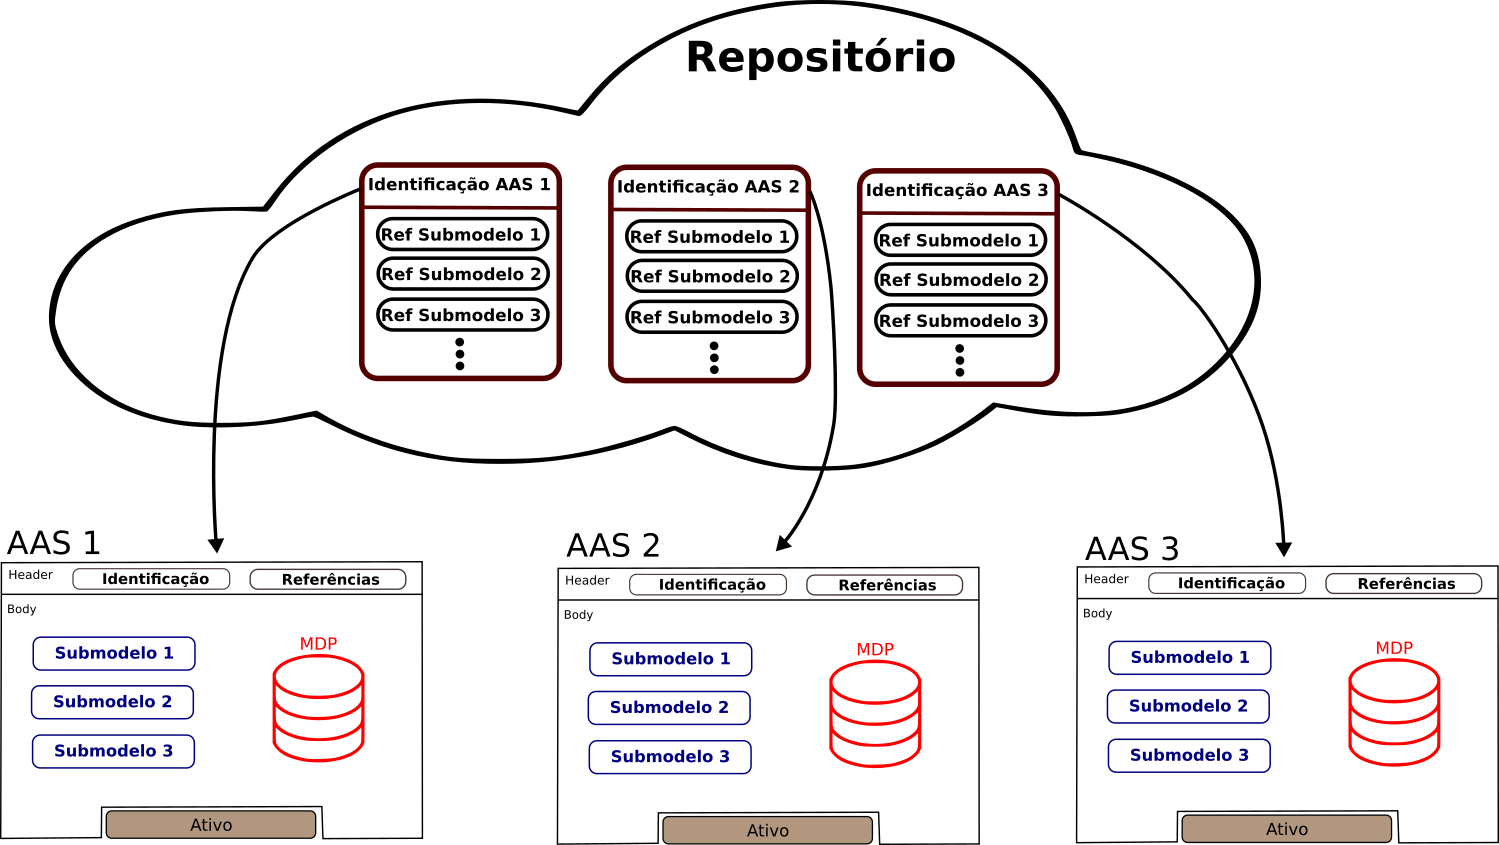 Repositório
Identificação AAS 1
Ref Submodelo 1
Ref Submodelo 2
Ref Submodelo 3
Identificação AAS 2
Ref Submodelo 1
Ref Submodelo 2
Ref Submodelo 3
Identificação AAS 3
Ref Submodelo 1
Ref Submodelo 2
Ref Submodelo 3
AAS 1
Header
Identificação
Referências
Body
Submodelo 1
Submodelo 2
Submodelo 3
MDP
Ativo
AAS 2
Header
Identificação
Referências
Body
Submodelo 1
Submodelo 2
Submodelo 3
MDP
Ativo
AAS 3
Header
Identificação
Referências
Body
Submodelo 1
Submodelo 2
Submodelo 3
MDP
Ativo